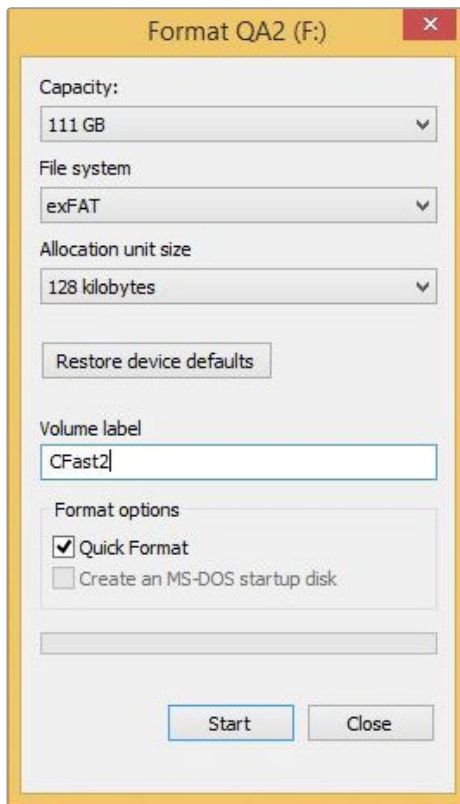 Format QA2 (F:)
Capacity:
111 GB
File system
exFAT
Allocation unit size
128 kilobytes
Restore device defaults
Volume label
CFast2
Format options
Quick Format
Create an MS-DOS startup disk
Start Close